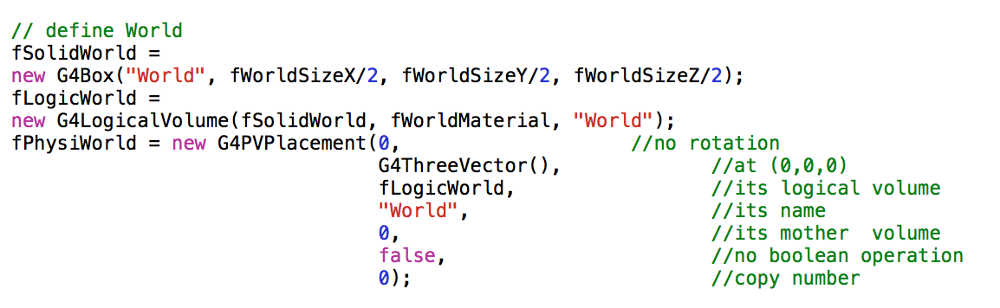 // define World
fSolidWorld =
new G4Box("World", fWorldSizeX/2, fWorldSizeY/2, fWorldSizeZ/2);
fLogicWorld =
new G4LogicalVolume(fSolidWorld, fWorldMaterial, "World");
fPhysiWorld = new G4PVPlacement(0, //no rotation
G4ThreeVector(), //at (0,0,0)
fLogicWorld, //its logical volume
"World", //its name
0, //its mother  volume
false, //no boolean operation
0); //copy number